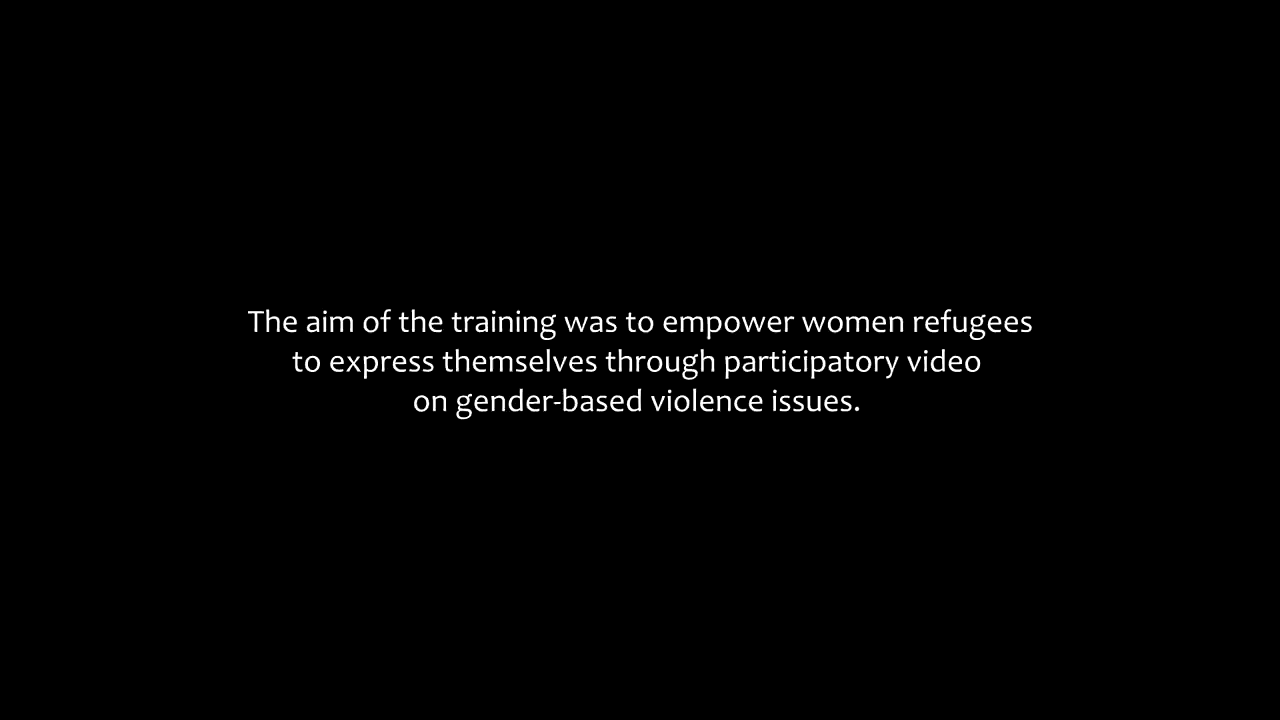 The aim of the training was to empower women refugees
to express themselves through participatory video
on gender-based violence issues.